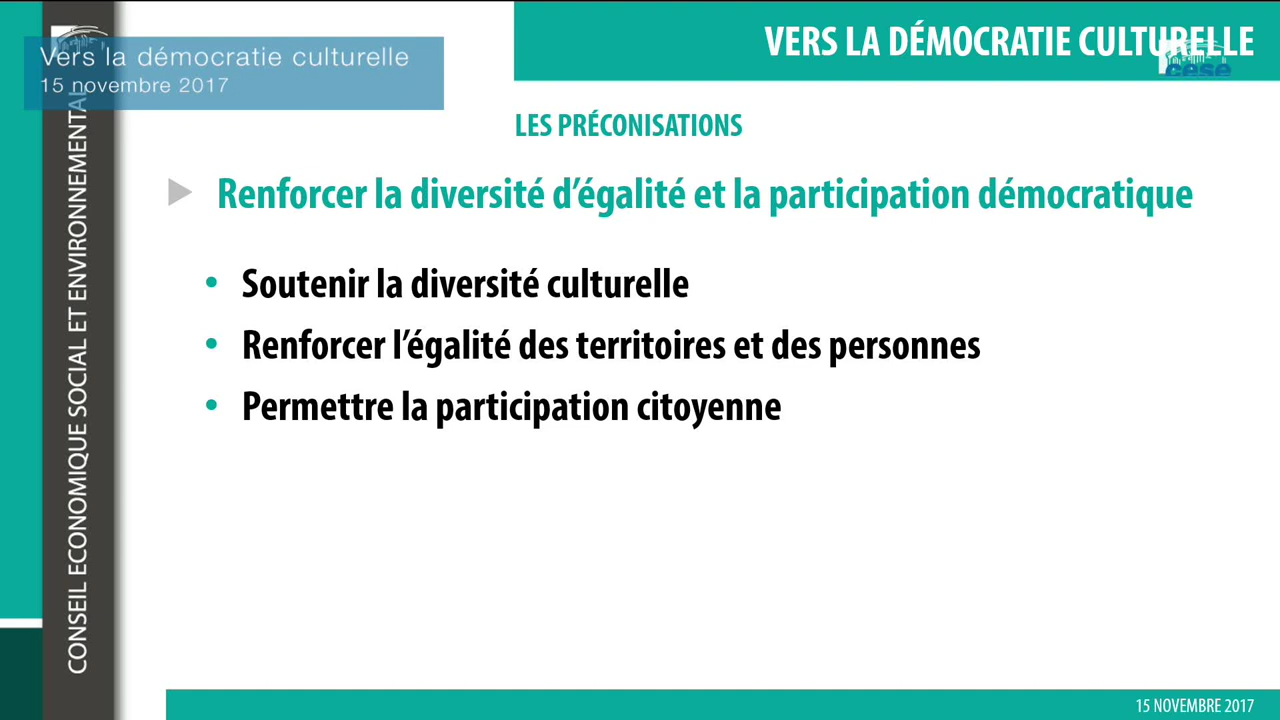 Vers la démocratie culturelle
15 novembre 2017
VERS LA DÉMOCRATIE CULTURELLE
cese
CONSEIL ECONOMIQUE SOCIAL ET ENVIRONNEMENTAL
LES PRÉCONISATIONS
Renforcer la diversité d’égalité et la participation démocratique
• Soutenir la diversité culturelle
• Renforcer l’égalité des territoires et des personnes
• Permettre la participation citoyenne
15 NOVEMBRE 2017